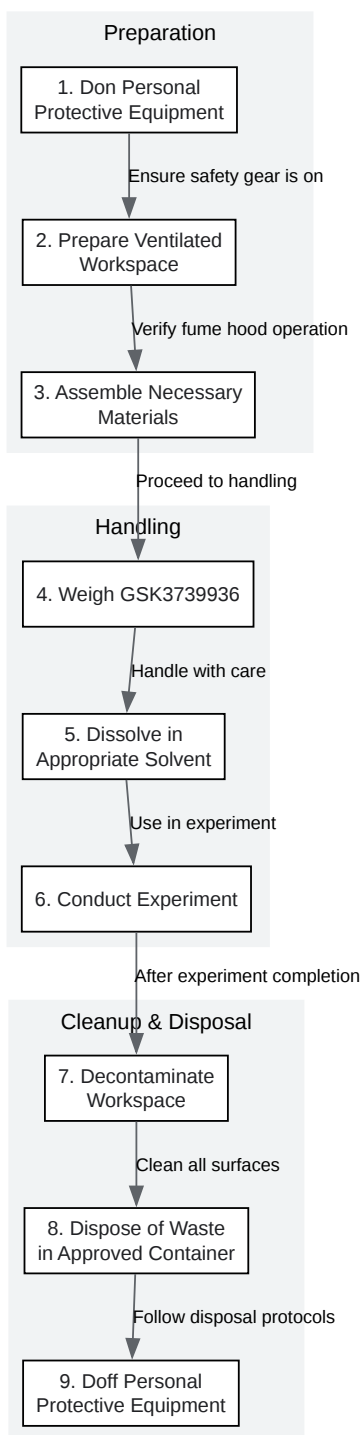 Preparation
1. Don Personal
Protective Equipment
Ensure safety gear is on
2. Prepare Ventilated
Workspace
Verify fume hood operation
3. Assemble Necessary
Materials
Proceed to handling
Handling
4. Weigh GSK3739936
Handle with care
5. Dissolve in
Appropriate Solvent
Use in experiment
6. Conduct Experiment
After experiment completion
Cleanup & Disposal
7. Decontaminate
Workspace
Clean all surfaces
8. Dispose of Waste
in Approved Container
Follow disposal protocols
9. Doff Personal
Protective Equipment